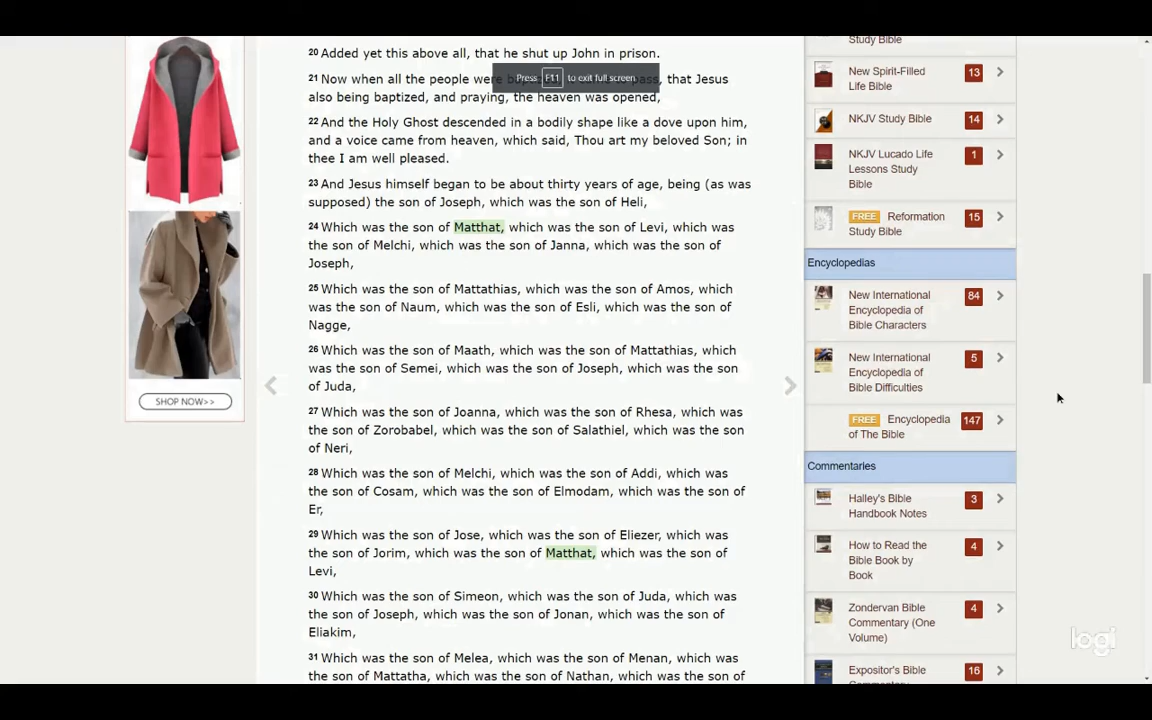 20 Added yet this above all, that he shut up John in prison.
21 Now when all the people were
that Jesus
also being baptized, and praying, the heaven was opened,
Press F11 to exit full screen
22 And the Holy Ghost descended in a bodily shape like a dove upon him,
and a voice came from heaven, which said, Thou art my beloved Son; in
thee I am well pleased.
23 And Jesus himself began to be about thirty years of age, being (as was
supposed) the son of Joseph, which was the son of Heli,
24 Which was the son of Matthat, which was the son of Levi, which was
the son of Melchi, which was the son of Janna, which was the son of
Joseph,
25 Which was the son of Mattathias, which was the son of Amos, which
was the son of Naum, which was the son of Esli, which was the son of
Nagge,
26 Which was the son of Maath, which was the son of Mattathias, which
was the son of Semei, which was the son of Joseph, which was the son
of Juda,
27 Which was the son of Joanna, which was the son of Rhesa, which was
the son of Zorobabel, which was the son of Salathiel, which was the son
of Neri,
28 Which was the son of Melchi, which was the son of Addi, which was
the son of Cosam, which was the son of Elmodam, which was the son of
Er,
29 Which was the son of Jose, which was the son of Eliezer, which was
the son of Jorim, which was the son of Matthat, which was the son of
Levi,
30 Which was the son of Simeon, which was the son of Juda, which was
the son of Joseph, which was the son of Jonan, which was the son of
Eliakim,
31 Which was the son of Melea, which was the son of Menan, which was
the son of Mattatha, which was the son of Nathan, which was the son of
SHOP NOW>>
Study Bible
New Spirit-Filled 13
Life Bible
NKJV Study Bible 14
NKJV Lucado Life 1
Lessons Study
Bible
FREE Reformation 15
Study Bible
Encyclopedias
New International 84
Encyclopedia of
Bible Characters
New International 5
Encyclopedia of
Bible Difficulties
FREE Encyclopedia 147
of The Bible
Commentaries
Halley's Bible 3
Handbook Notes
How to Read the 4
Bible Book by
Book
Zondervan Bible 4
Commentary (One
Volume)
Expositor's Bible 16
logi